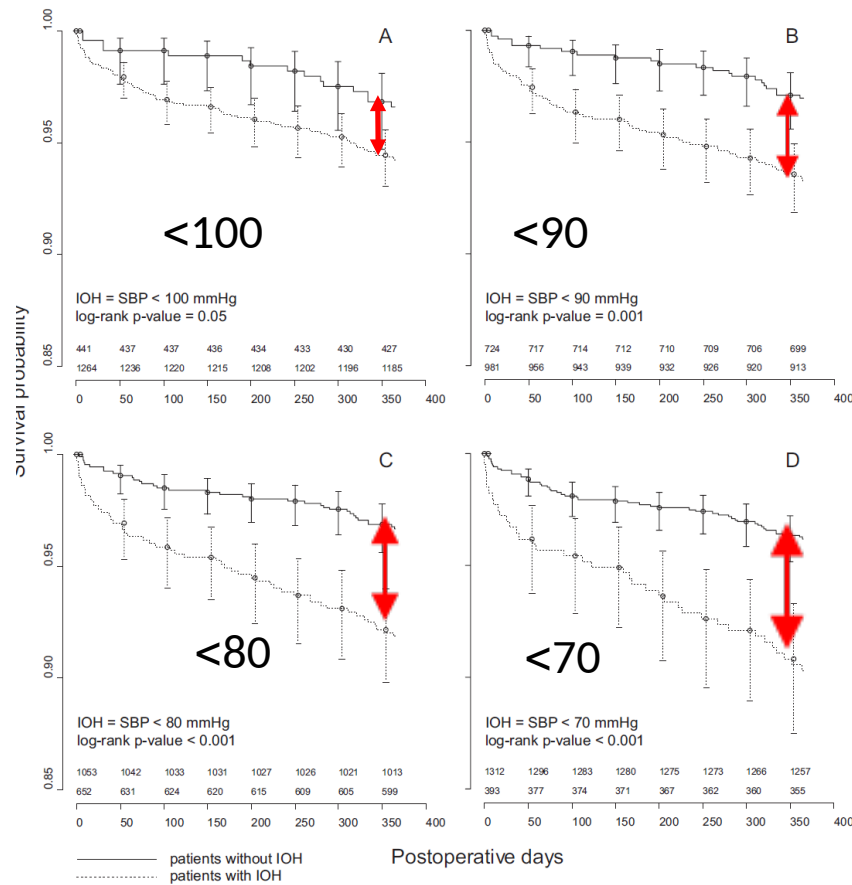 A
1.00
0.95
0.90
0.85
<100
IOH = SBP < 100 mmHg
log-rank p-value = 0.05
441 437 437 436 434 433 430 427
1264 1236 1220 1215 1208 1202 1196 1185
0 50 100 150 200 250 300 350 400
B
<90
IOH = SBP < 90 mmHg
log-rank p-value = 0.001
724 717 714 712 710 709 706 699
981 956 943 939 932 926 920 913
0 50 100 150 200 250 300 350 400
Survival probability
C
1.00
0.95
0.90
0.85
<80
IOH = SBP < 80 mmHg
log-rank p-value < 0.001
1053 1042 1033 1031 1027 1026 1021 1013
652 631 624 620 615 609 605 599
0 50 100 150 200 250 300 350 400
D
<70
IOH = SBP < 70 mmHg
log-rank p-value < 0.001
1312 1296 1283 1280 1275 1273 1266 1257
393 377 374 371 367 362 360 355
0 50 100 150 200 250 300 350 400
Postoperative days
patients without IOH
patients with IOH